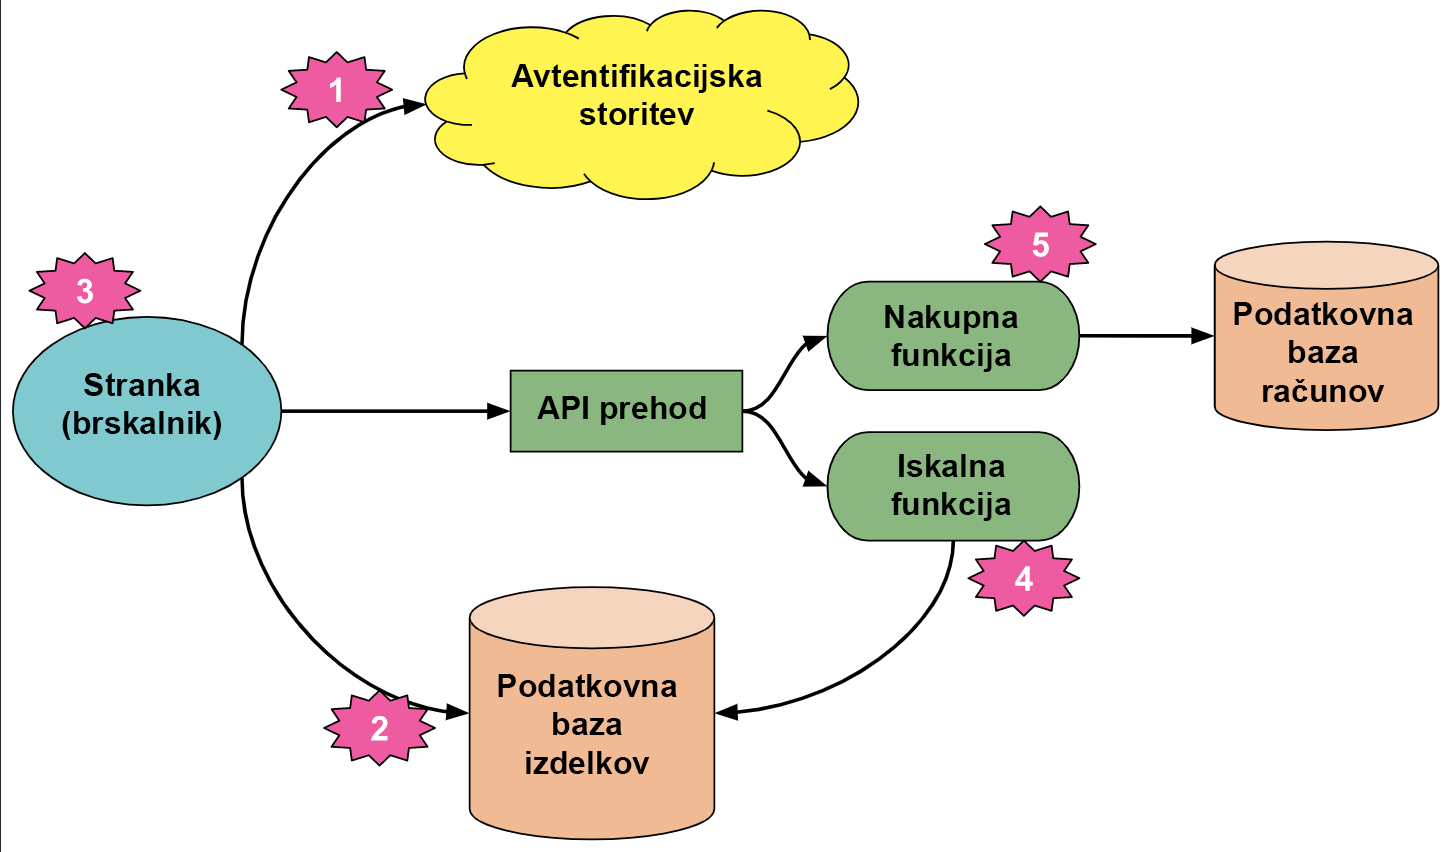 1
Avtentifikacijska
storitev
3
Stranka
(brskalnik)
API prehod
5
Nakupna
funkcija
Podatkovna
baza
računov
Iskalna
funkcija
4
2
Podatkovna
baza
izdelkov